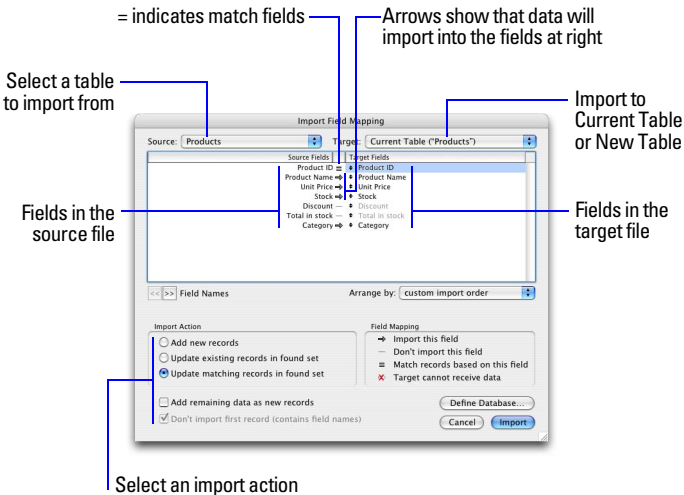 = indicates match fields
Arrows show that data will
import into the fields at right
Select a table
to import from
Import to
Current Table
or New Table
Import Field Mapping
Source: Products
Target: Current Table ("Products")
Source Fields
Target Fields
Product ID = Product ID
Product Name ➔ Product Name
Unit Price ➔ Unit Price
Stock ➔ Stock
Discount — Discount
Total in stock — Total in stock
Category ➔ Category
Fields in the
source file
Fields in the
target file
<< >> Field Names
Arrange by: custom import order
Import Action
Add new records
Update existing records in found set
Update matching records in found set
Add remaining data as new records
Don't import first record (contains field names)
Field Mapping
➔ Import this field
— Don't import this field
= Match records based on this field
Target cannot receive data
Define Database...
Cancel
Import
Select an import action